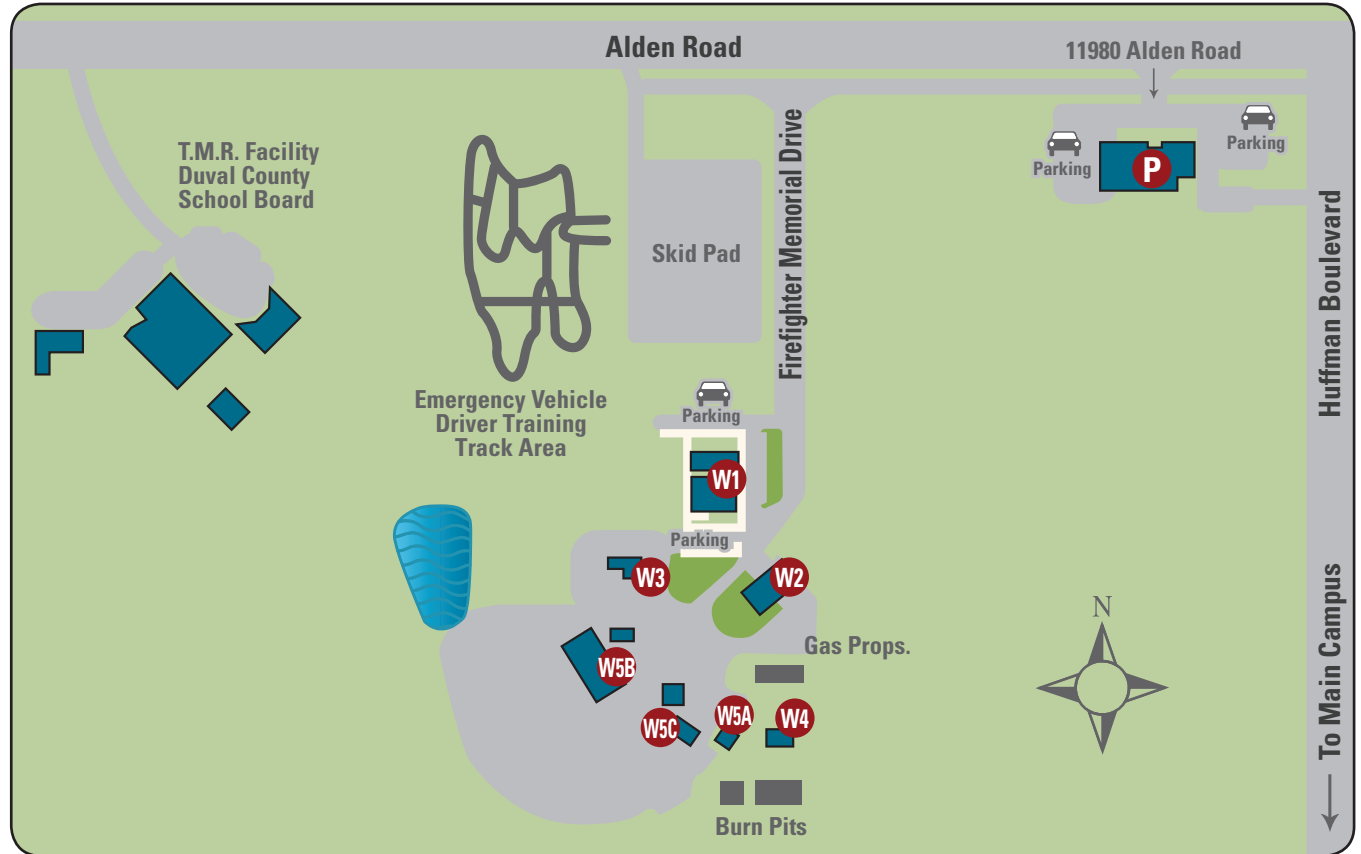 Alden Road
11980 Alden Road
Parking
Parking
P
T.M.R. Facility
Duval County
School Board
Skid Pad
Firefighter Memorial Drive
Huffman Boulevard
Emergency Vehicle
Driver Training
Track Area
Parking
W1
Parking
W3
W2
Gas Props.
W5B
W5C
W5A
W4
Burn Pits
N
To Main Campus